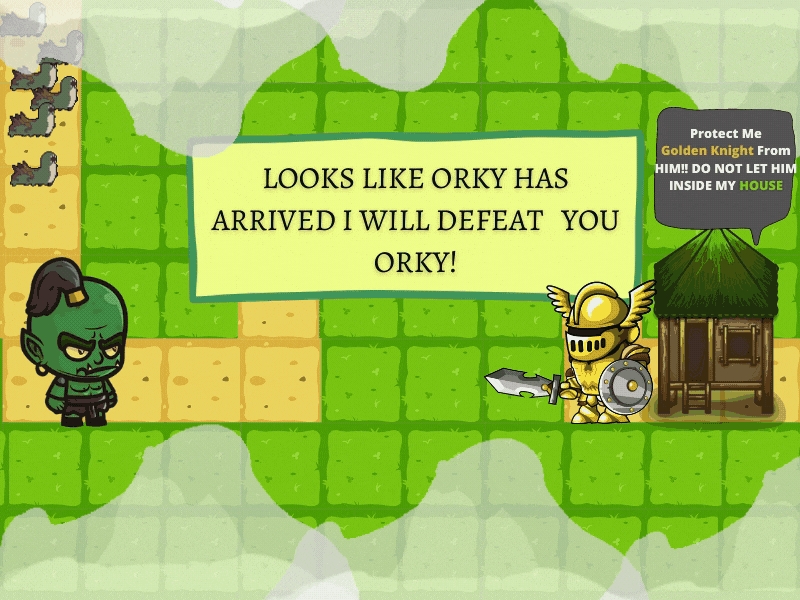 LOOKS LIKE ORKY HAS
ARRIVED I WILL DEFEAT YOU
ORKY!
Protect Me
Golden Knight From
HIM!! DO NOT LET HIM
INSIDE MY HOUSE